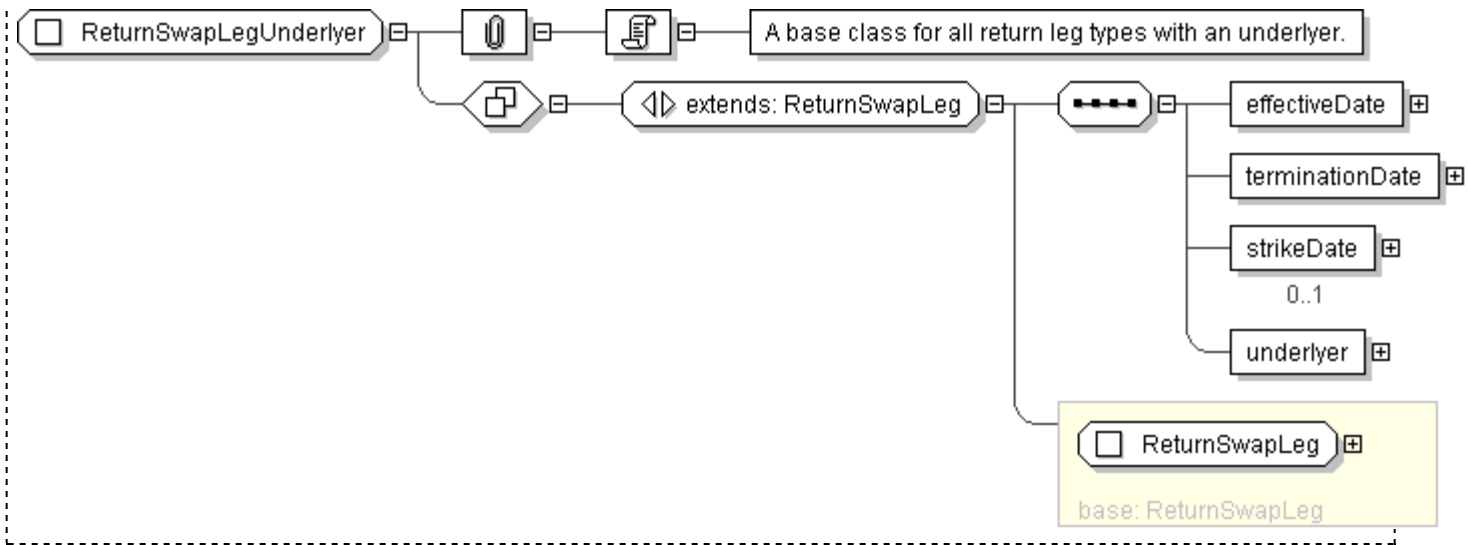 ReturnSwapLegUnderlyer
A base class for all return leg types with an underlyer.
extends: ReturnSwapLeg
effectiveDate
terminationDate
strikeDate
0..1
underlyer
ReturnSwapLeg
base: ReturnSwapLeg